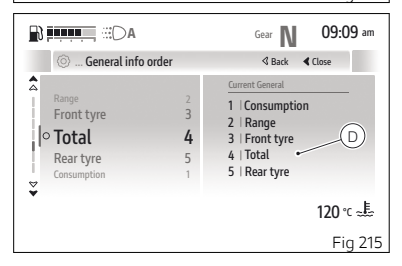 A Gear N 09:09 am
... General info order Back Close
Range 2
Front tyre 3
Total 4
Rear tyre 5
Consumption 1
Current General
1 | Consumption
2 | Range
3 | Front tyre
4 | Total
5 | Rear tyre
D
120 °C
Fig 215